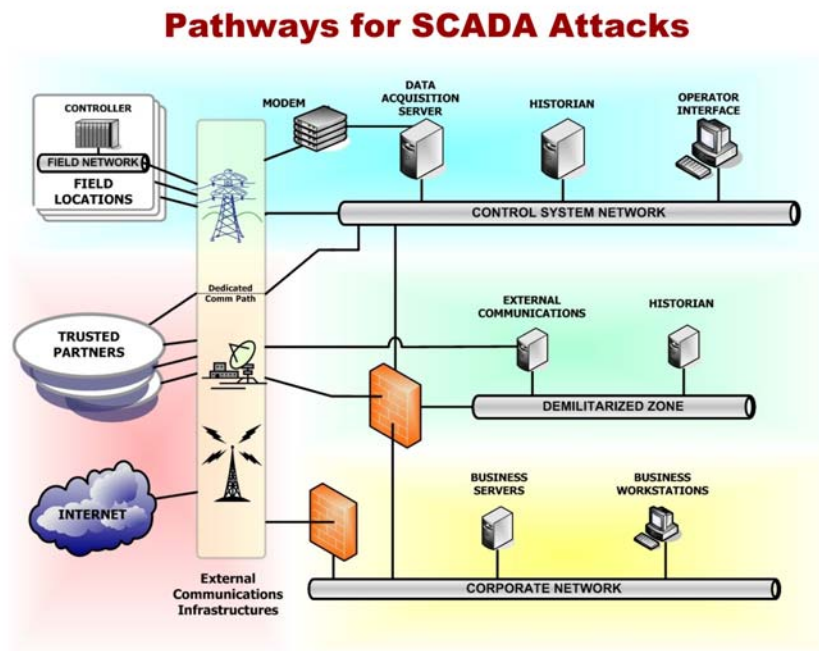 Pathways for SCADA Attacks
CONTROLLER
FIELD NETWORK
FIELD
LOCATIONS
MODEM
DATA
ACQUISITION
SERVER
HISTORIAN
OPERATOR
INTERFACE
CONTROL SYSTEM NETWORK
Dedicated
Comm Path
TRUSTED
PARTNERS
EXTERNAL
COMMUNICATIONS
HISTORIAN
DEMILITARIZED ZONE
INTERNET
BUSINESS
SERVERS
BUSINESS
WORKSTATIONS
External
Communications
Infrastructures
CORPORATE NETWORK